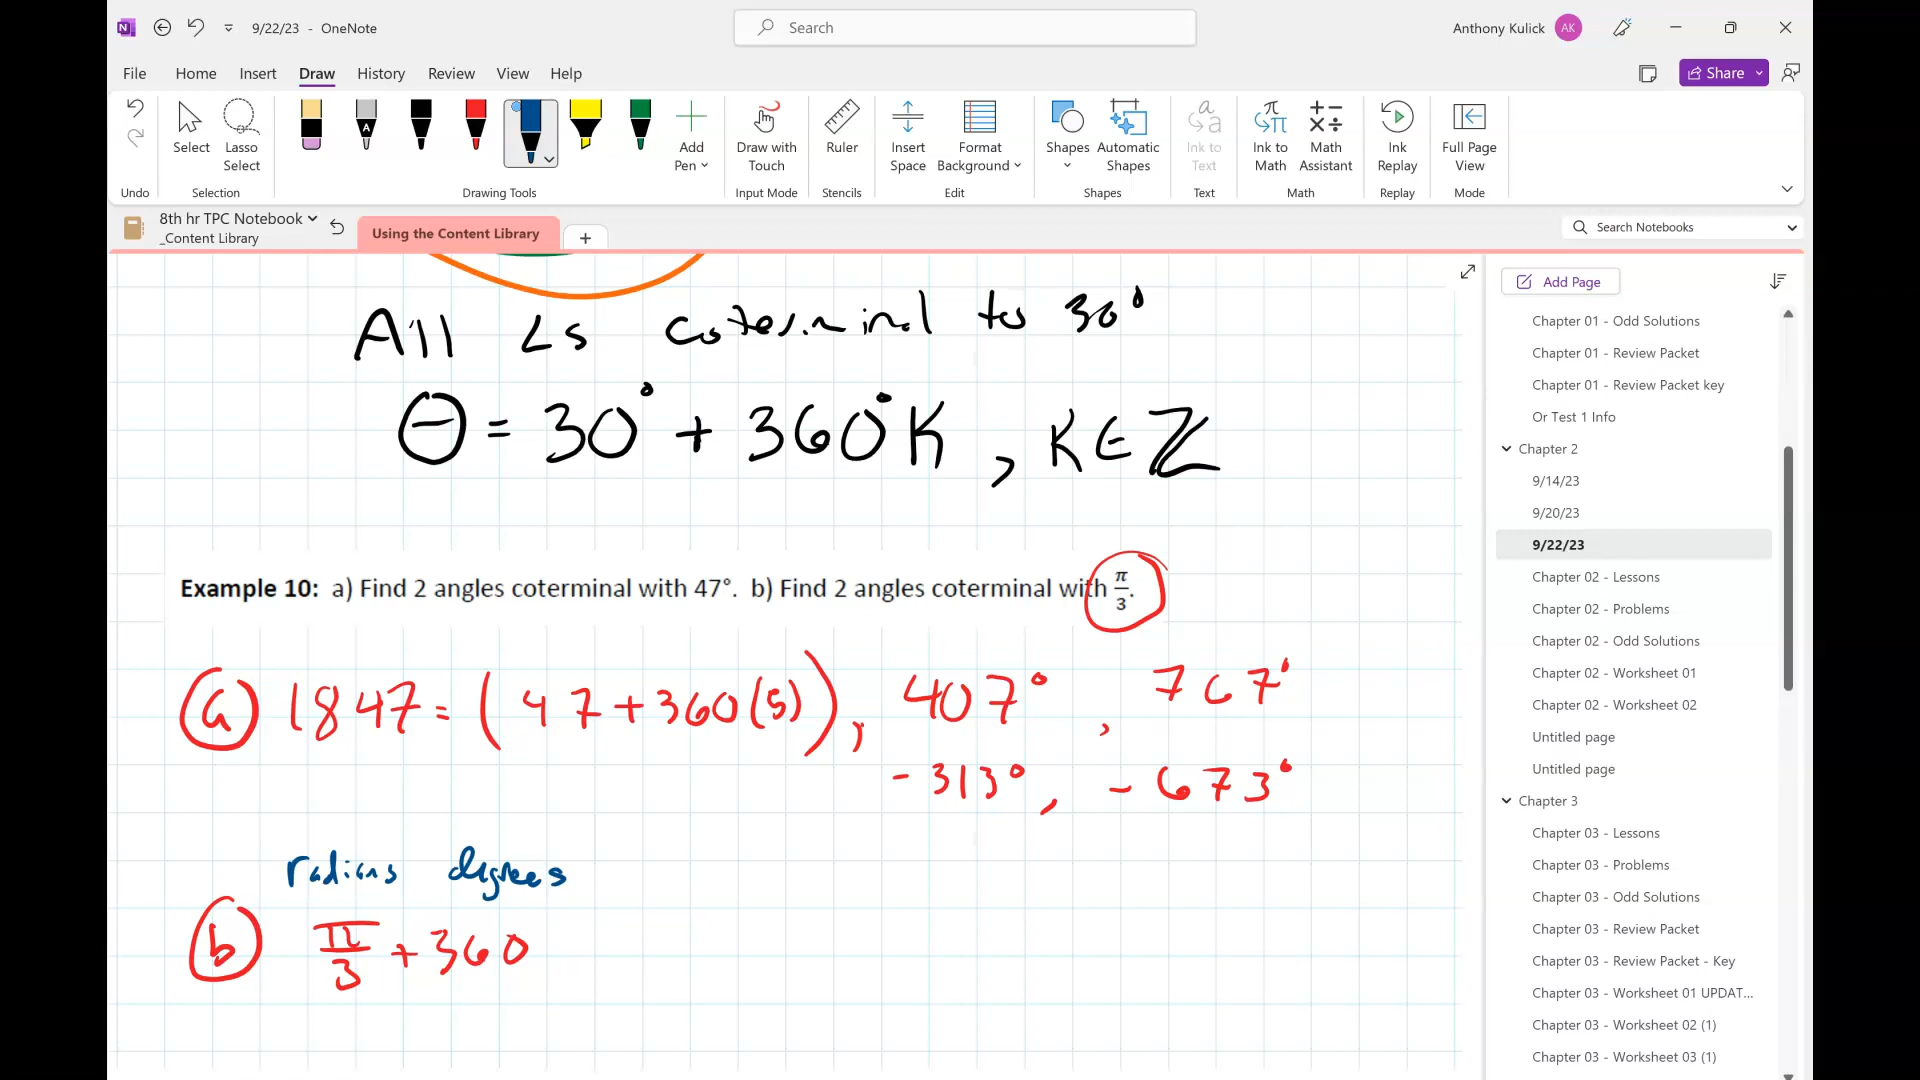 9/22/23 - OneNote
Search
Anthony Kulick AK
File Home Insert Draw History Review View Help
Share
Select
Lasso Select
A
Add Pen
Draw with Touch
Ruler
Insert Space
Format Background
Shapes
Automatic Shapes
Ink to Text
Ink to Math
Math Assistant
Ink Replay
Full Page View
Undo Selection Drawing Tools Input Mode Stencils Edit Shapes Text Math Replay Mode
8th hr TPC Notebook
_Content Library
Using the Content Library
+
Search Notebooks
All ∠s coterminal to 30°
θ = 30° + 360°K , K ∈ ℤ
Example 10: a) Find 2 angles coterminal with 47°. b) Find 2 angles coterminal with π/3.
(a) 1847 = (47+360(5)), 407°, 767°
-313°, -673°
radians degrees
(b) π/3 + 360
Add Page
Chapter 01 - Odd Solutions
Chapter 01 - Review Packet
Chapter 01 - Review Packet key
Or Test 1 Info
Chapter 2
9/14/23
9/20/23
9/22/23
Chapter 02 - Lessons
Chapter 02 - Problems
Chapter 02 - Odd Solutions
Chapter 02 - Worksheet 01
Chapter 02 - Worksheet 02
Untitled page
Untitled page
Chapter 3
Chapter 03 - Lessons
Chapter 03 - Problems
Chapter 03 - Odd Solutions
Chapter 03 - Review Packet
Chapter 03 - Review Packet - Key
Chapter 03 - Worksheet 01 UPDAT...
Chapter 03 - Worksheet 02 (1)
Chapter 03 - Worksheet 03 (1)